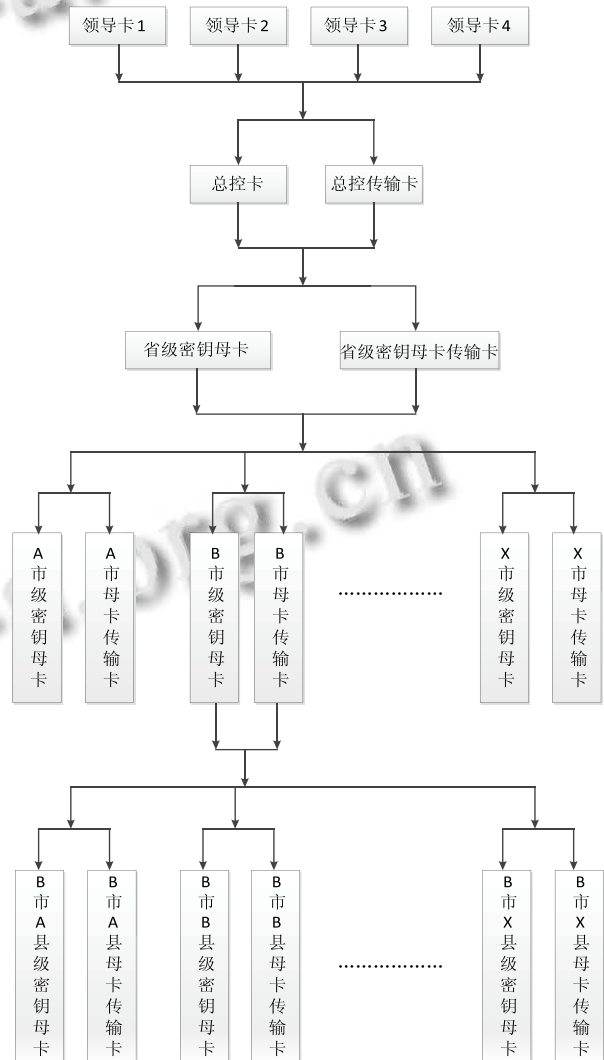 领导卡1
领导卡2
领导卡3
领导卡4
总控卡
总控传输卡
省级密钥母卡
省级密钥母卡传输卡
A市级密钥母卡
A市母卡传输卡
B市级密钥母卡
B市母卡传输卡
………………
X市级密钥母卡
X市母卡传输卡
B市A县级密钥母卡
B市A县母卡传输卡
B市B县级密钥母卡
B市B县母卡传输卡
………………
B市X县级密钥母卡
B市X县母卡传输卡
.org.cn